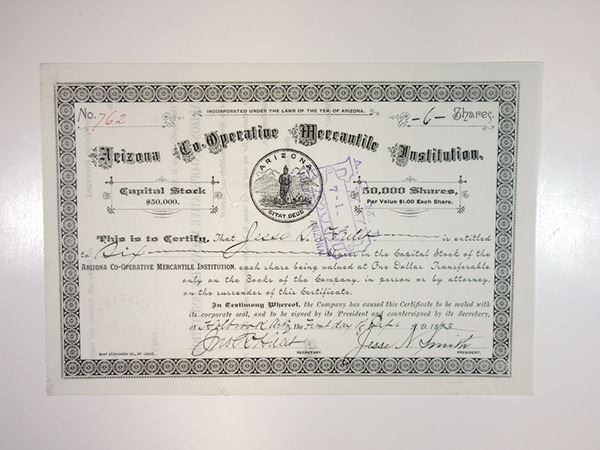 INCORPORATED UNDER THE LAWS OF THE TER. OF ARIZONA.
No. 762
-6- Shares.
Arizona Co-Operative Mercantile Institution.
Capital Stock
$50,000.
ARIZONA
DITAT DEUS
50,000 Shares,
Par Value $1.00 Each Share.
This is to Certify, That Jesse is entitled
to Six in the Capital Stock of the
ARIZONA CO-OPERATIVE MERCANTILE INSTITUTION, each share being valued at One Dollar Transferable
only on the Books of the Company, in person or by attorney,
on the surrender of this Certificate.
In Testimony Whereof, the Company has caused this Certificate to be sealed with
its corporate seal, and to be signed by its President and countersigned by its Secretary,
at Holbrook Ariz the First day of Sept A.D. 1893
Jesse N. Smith
SECRETARY.
PRESIDENT.